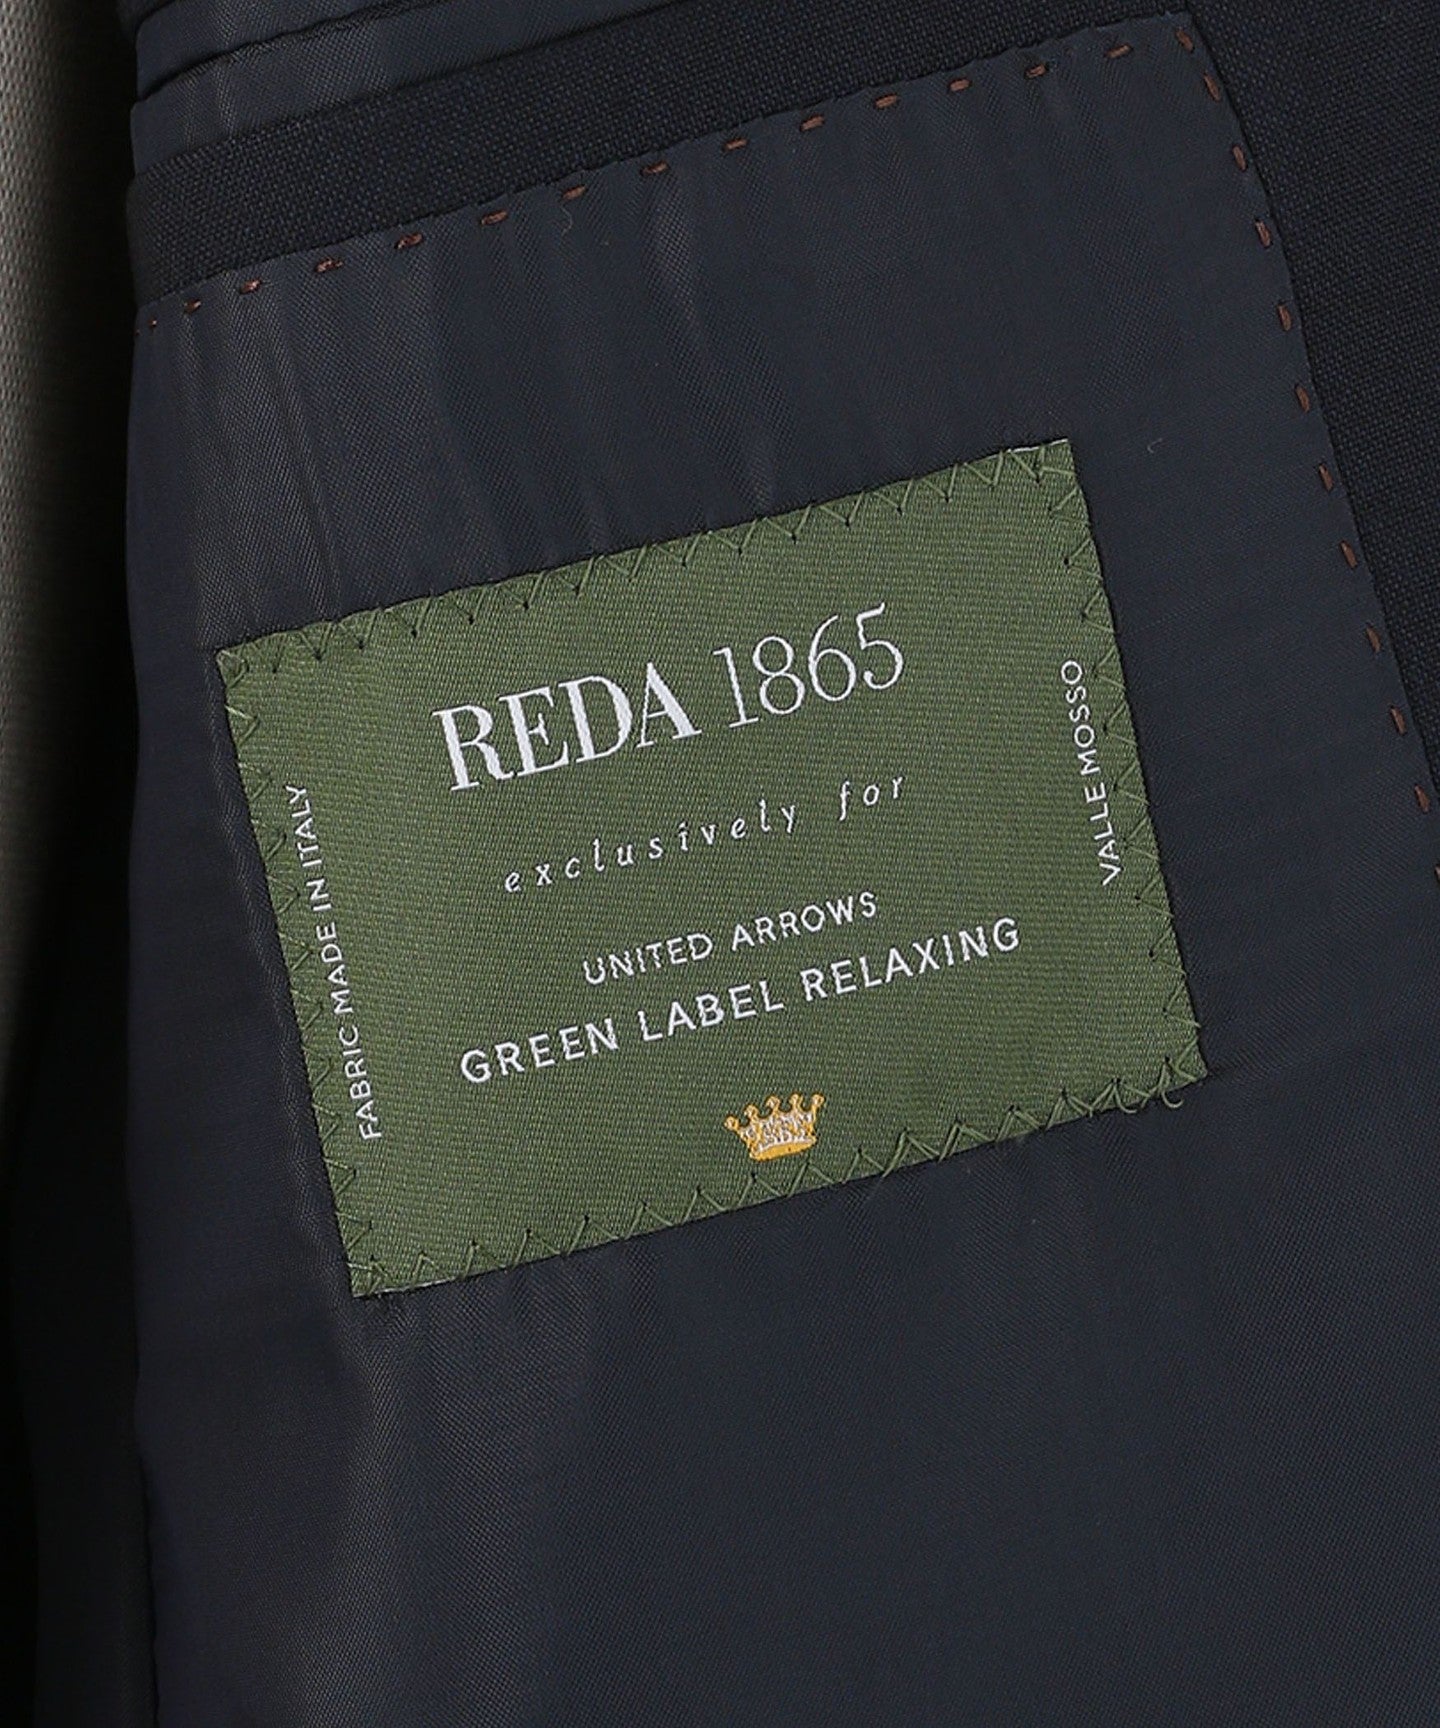 REDA 1865
exclusively for
UNITED ARROWS
GREEN LABEL RELAXING
FABRIC MADE IN ITALY
VALLE MOSSO